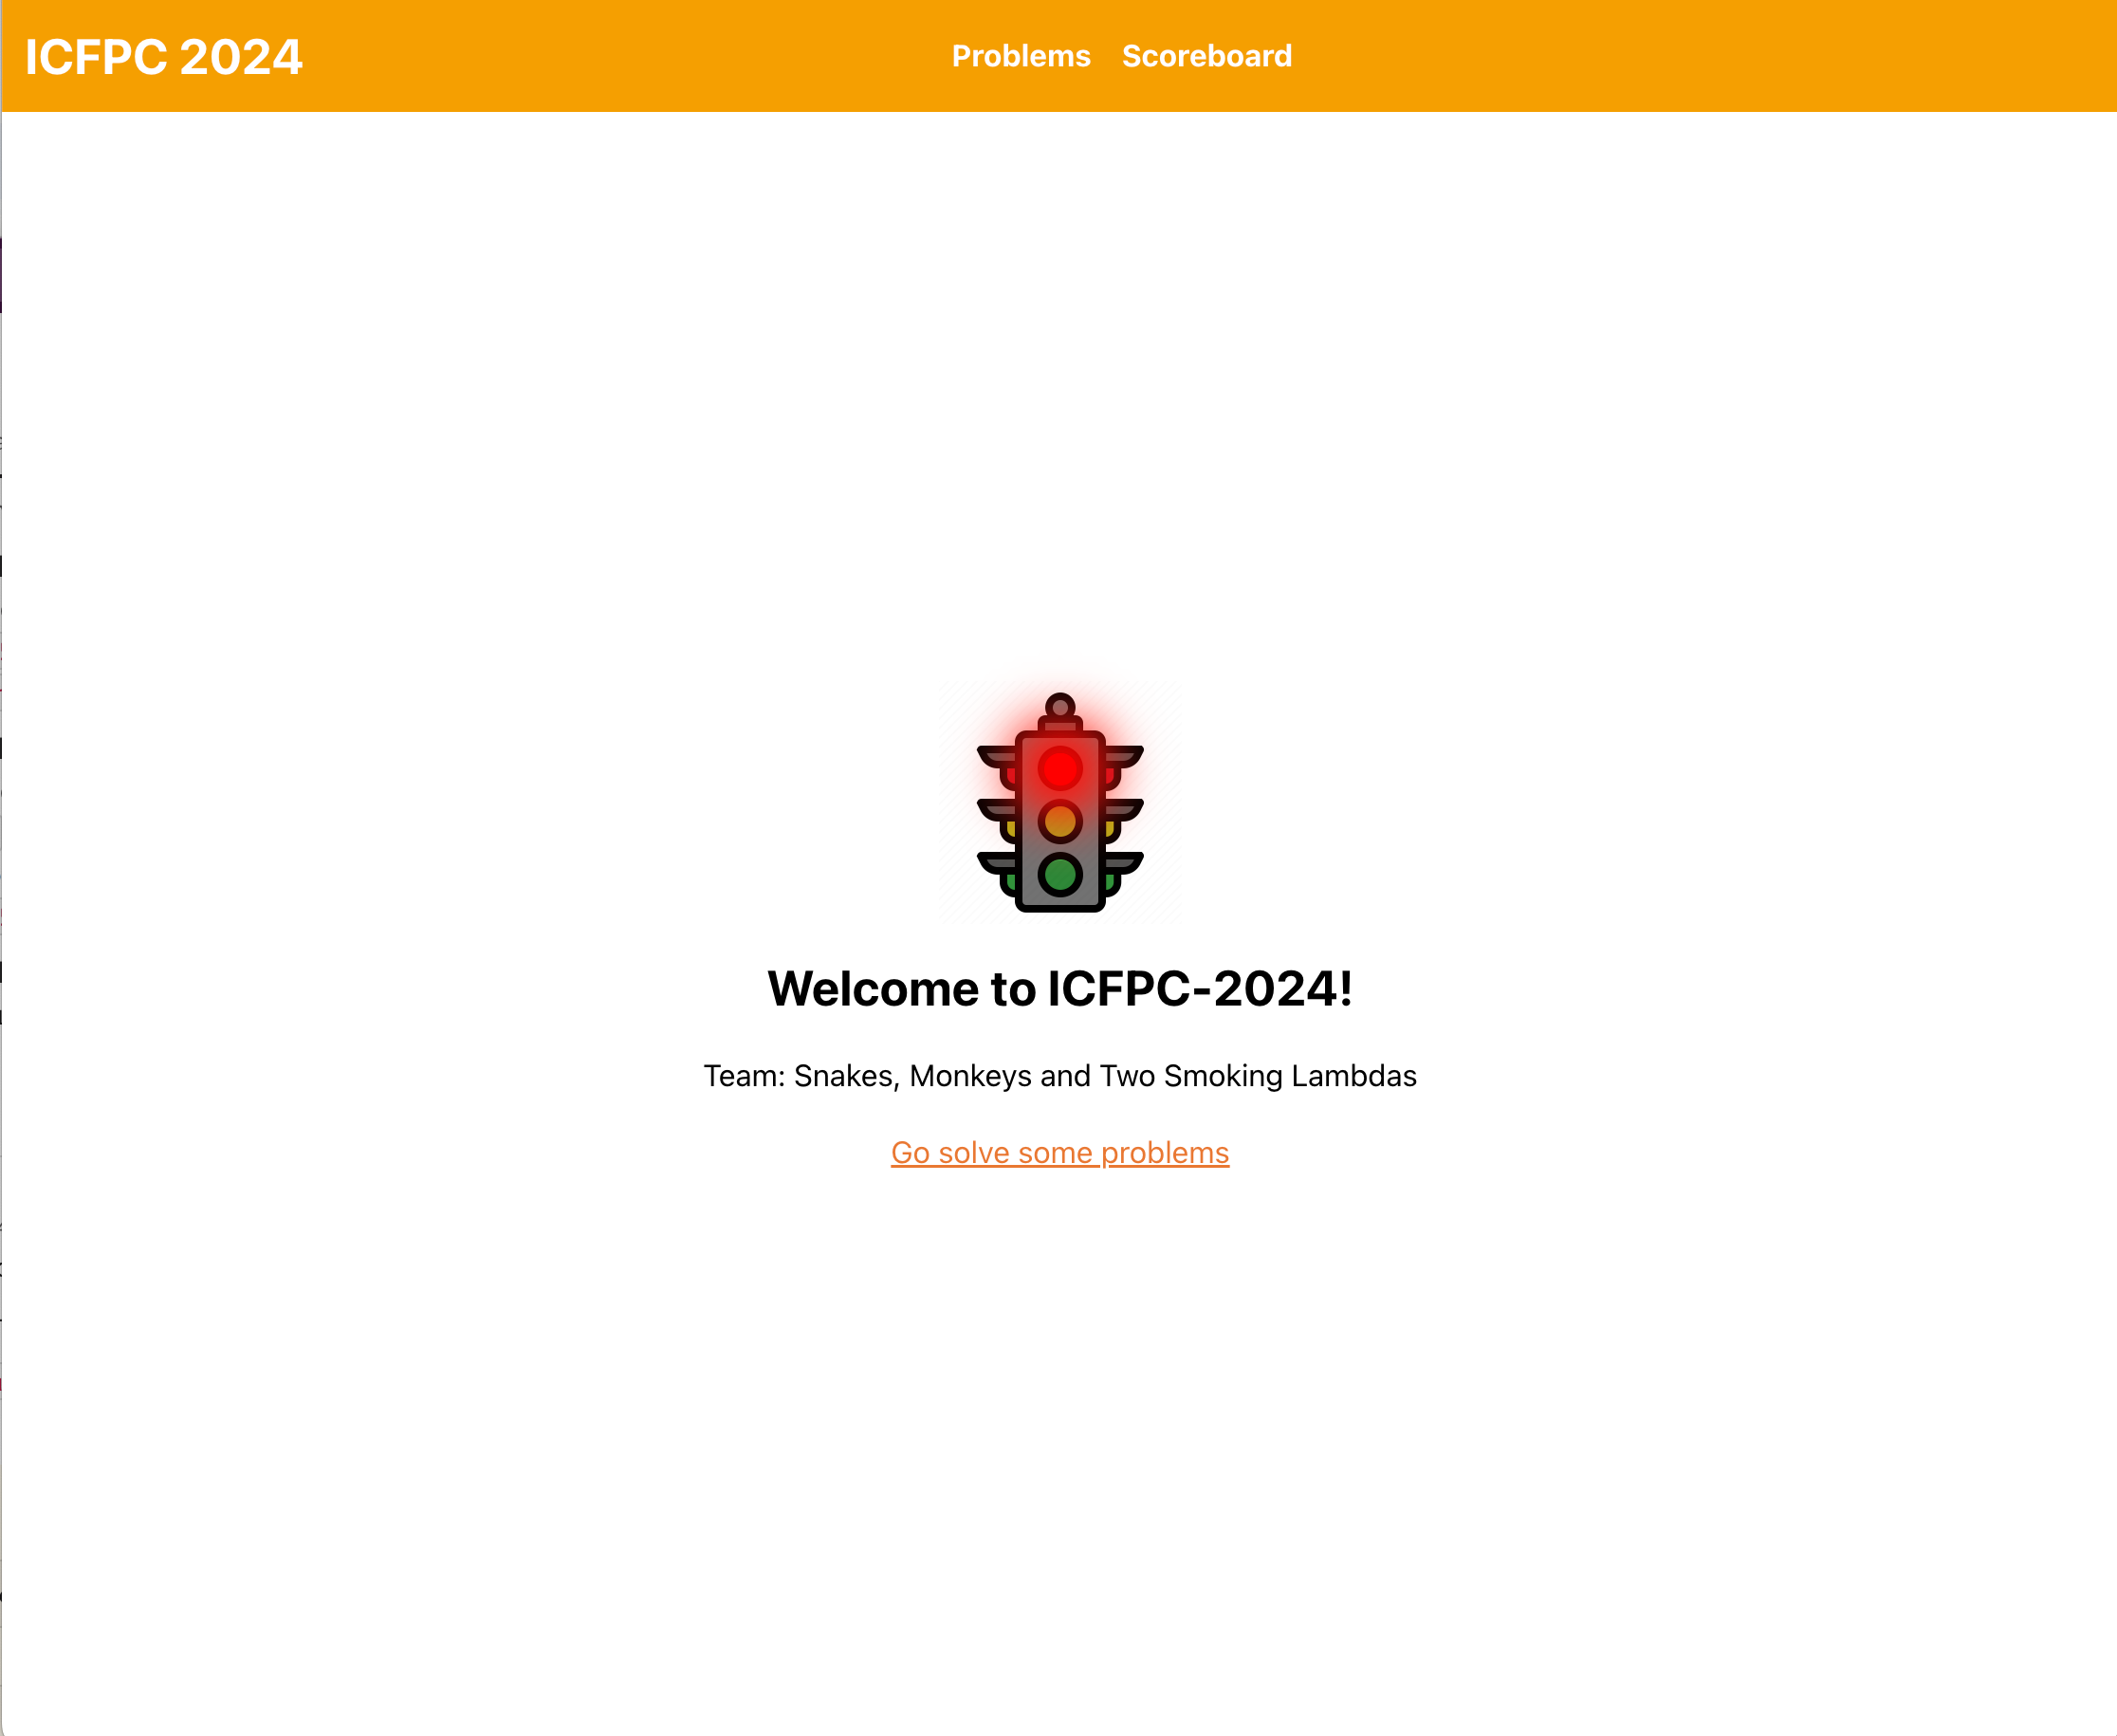 ICFPC 2024
Problems Scoreboard
Welcome to ICFPC-2024!
Team: Snakes, Monkeys and Two Smoking Lambdas
Go solve some problems